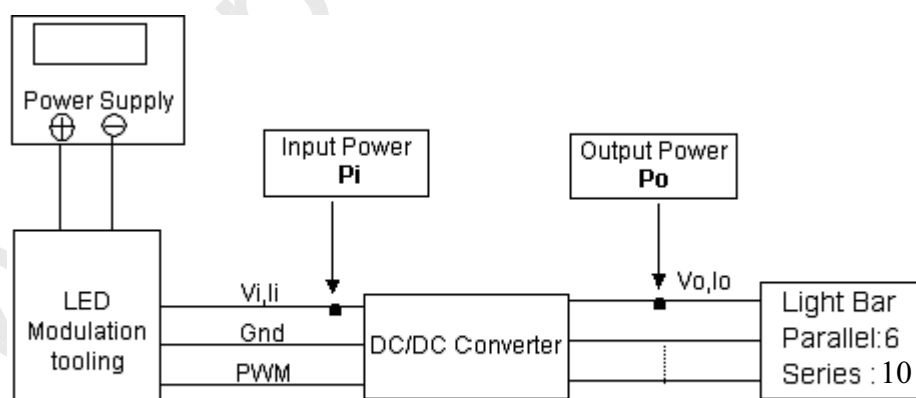 Power Supply
Input Power
Pi
Output Power
Po
LED
Modulation
tooling
Vi,Ii
Gnd
PWM
DC/DC Converter
Vo,Io
Light Bar
Parallel:6
Series : 10